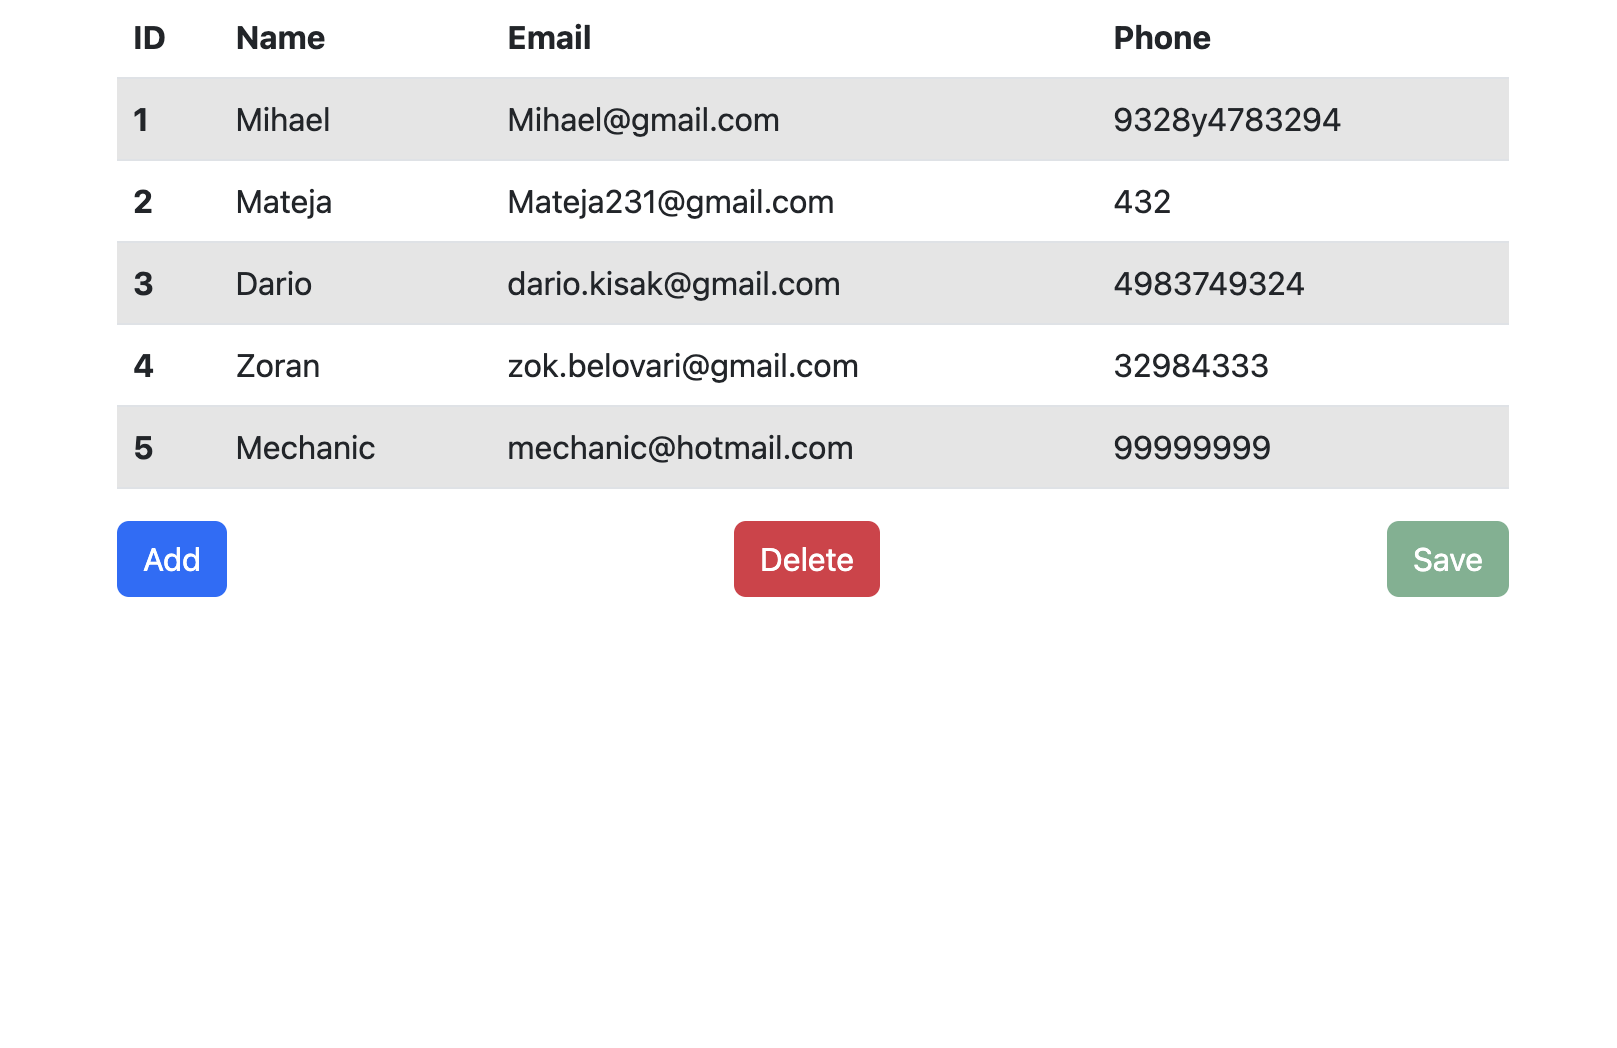 ID Name Email Phone
1 Mihael Mihael@gmail.com 9328y4783294
2 Mateja Mateja231@gmail.com 432
3 Dario dario.kisak@gmail.com 4983749324
4 Zoran zok.belovari@gmail.com 32984333
5 Mechanic mechanic@hotmail.com 99999999
Add Delete Save